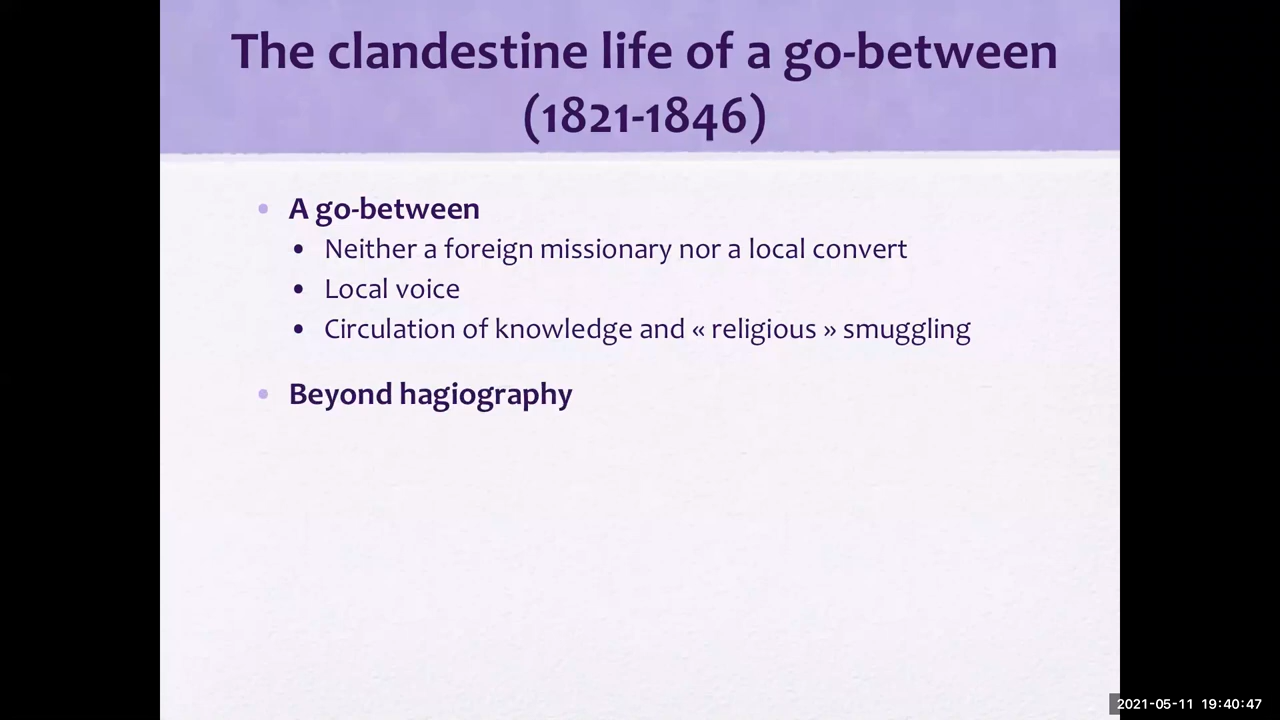 The clandestine life of a go-between
(1821-1846)
• A go-between
• Neither a foreign missionary nor a local convert
• Local voice
• Circulation of knowledge and « religious » smuggling
• Beyond hagiography
2021-05-11 19:40:47